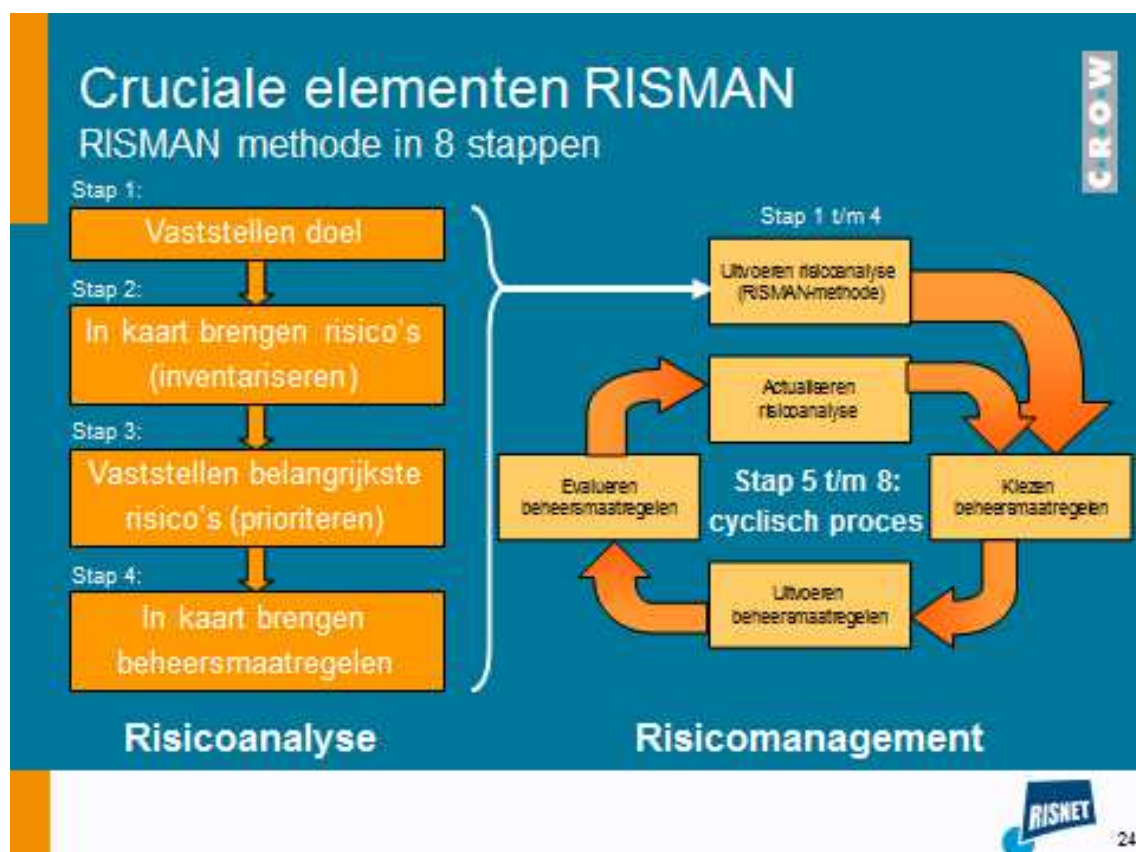 Cruciale elementen RISMAN
RISMAN methode in 8 stappen
C·R·O·W
Stap 1:
Vaststellen doel
Stap 2:
In kaart brengen risico's
(inventariseren)
Stap 3:
Vaststellen belangrijkste
risico's (prioriteren)
Stap 4:
In kaart brengen
beheersmaatregelen
Risicoanalyse
Stap 1 t/m 4
Uitvoeren risicoanalyse
(RISMAN-methode)
Actualiseren
risicoanalyse
Evalueren
beheersmaatregelen
Stap 5 t/m 8:
cyclisch proces
Kiezen
beheersmaatregelen
Uitvoeren
beheersmaatregelen
Risicomanagement
RISNET
24